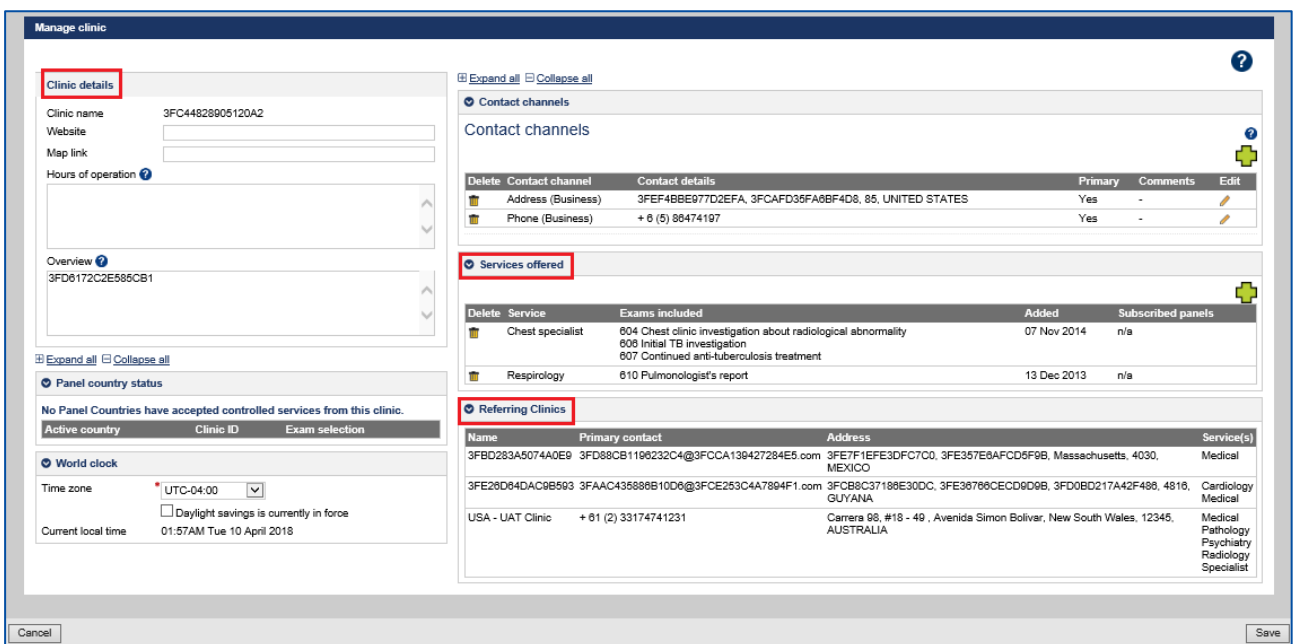 Manage clinic
Clinic details
Clinic name 3FC44828905120A2
Website
Map link
Hours of operation ?
Overview ?
3FD6172C2E585CB1
Expand all Collapse all
Panel country status
No Panel Countries have accepted controlled services from this clinic.
Active country Clinic ID Exam selection
World clock
Time zone * UTC-04:00
Daylight savings is currently in force
Current local time 01:57AM Tue 10 April 2018
?
Expand all Collapse all
Contact channels
Contact channels ?
Delete Contact channel Contact details Primary Comments Edit
Address (Business) 3FEF4BBE977D2EFA, 3FCAFD35FA6BF4D8, 85, UNITED STATES Yes -
Phone (Business) + 6 (5) 86474197 Yes -
Services offered
Delete Service Exams included Added Subscribed panels
Chest specialist 604 Chest clinic investigation about radiological abnormality 07 Nov 2014 n/a
606 Initial TB investigation
607 Continued anti-tuberculosis treatment
Respirology 610 Pulmonologist's report 13 Dec 2013 n/a
Referring Clinics
Name Primary contact Address Service(s)
3FBD283A5074A0E9 3FD88CB1196232C4@3FCCA139427284E5.com 3FE7F1EFE3DFC7C0, 3FE357E6AFCD5F9B, Massachusetts, 4030, Medical
MEXICO
3FE26D64DAC9B593 3FAAC435886B10D6@3FCE253C4A7894F1.com 3FCB8C37186E30DC, 3FE36766CECD9D9B, 3FD0BD217A42F486, 4816, Cardiology
GUYANA Medical
USA - UAT Clinic + 61 (2) 33174741231 Carrera 98, #18 - 49 , Avenida Simon Bolivar, New South Wales, 12345, Medical
AUSTRALIA Pathology
Psychiatry
Radiology
Specialist
Cancel Save